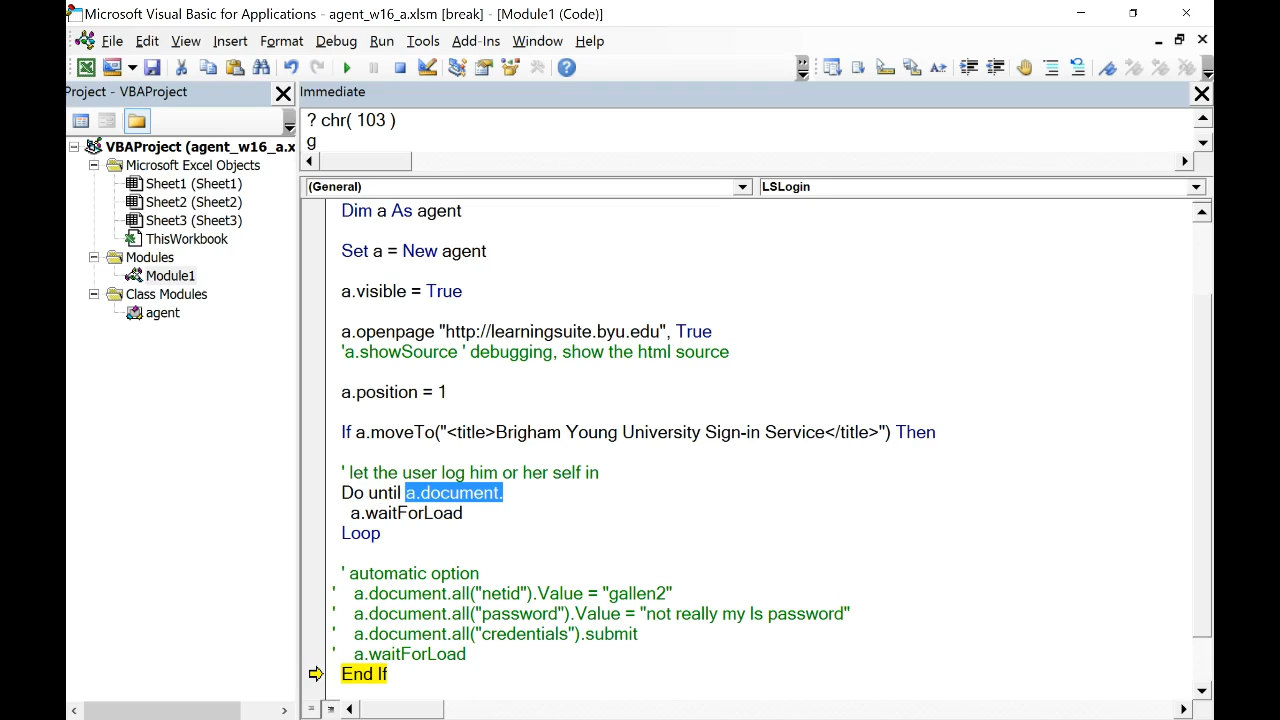 Microsoft Visual Basic for Applications - agent_w16_a.xlsm [break] - [Module1 (Code)]
File Edit View Insert Format Debug Run Tools Add-Ins Window Help
Project - VBAProject
Immediate
? chr( 103 )
g
VBAProject (agent_w16_a.x
Microsoft Excel Objects
Sheet1 (Sheet1)
Sheet2 (Sheet2)
Sheet3 (Sheet3)
ThisWorkbook
Modules
Module1
Class Modules
agent
(General)
LSLogin
Dim a As agent
Set a = New agent
a.visible = True
a.openpage "http://learningsuite.byu.edu", True
'a.showSource ' debugging, show the html source
a.position = 1
If a.moveTo("<title>Brigham Young University Sign-in Service</title>") Then
' let the user log him or her self in
Do until a.document.
a.waitForLoad
Loop
' automatic option
' a.document.all("netid").Value = "gallen2"
' a.document.all("password").Value = "not really my ls password"
' a.document.all("credentials").submit
' a.waitForLoad
End If